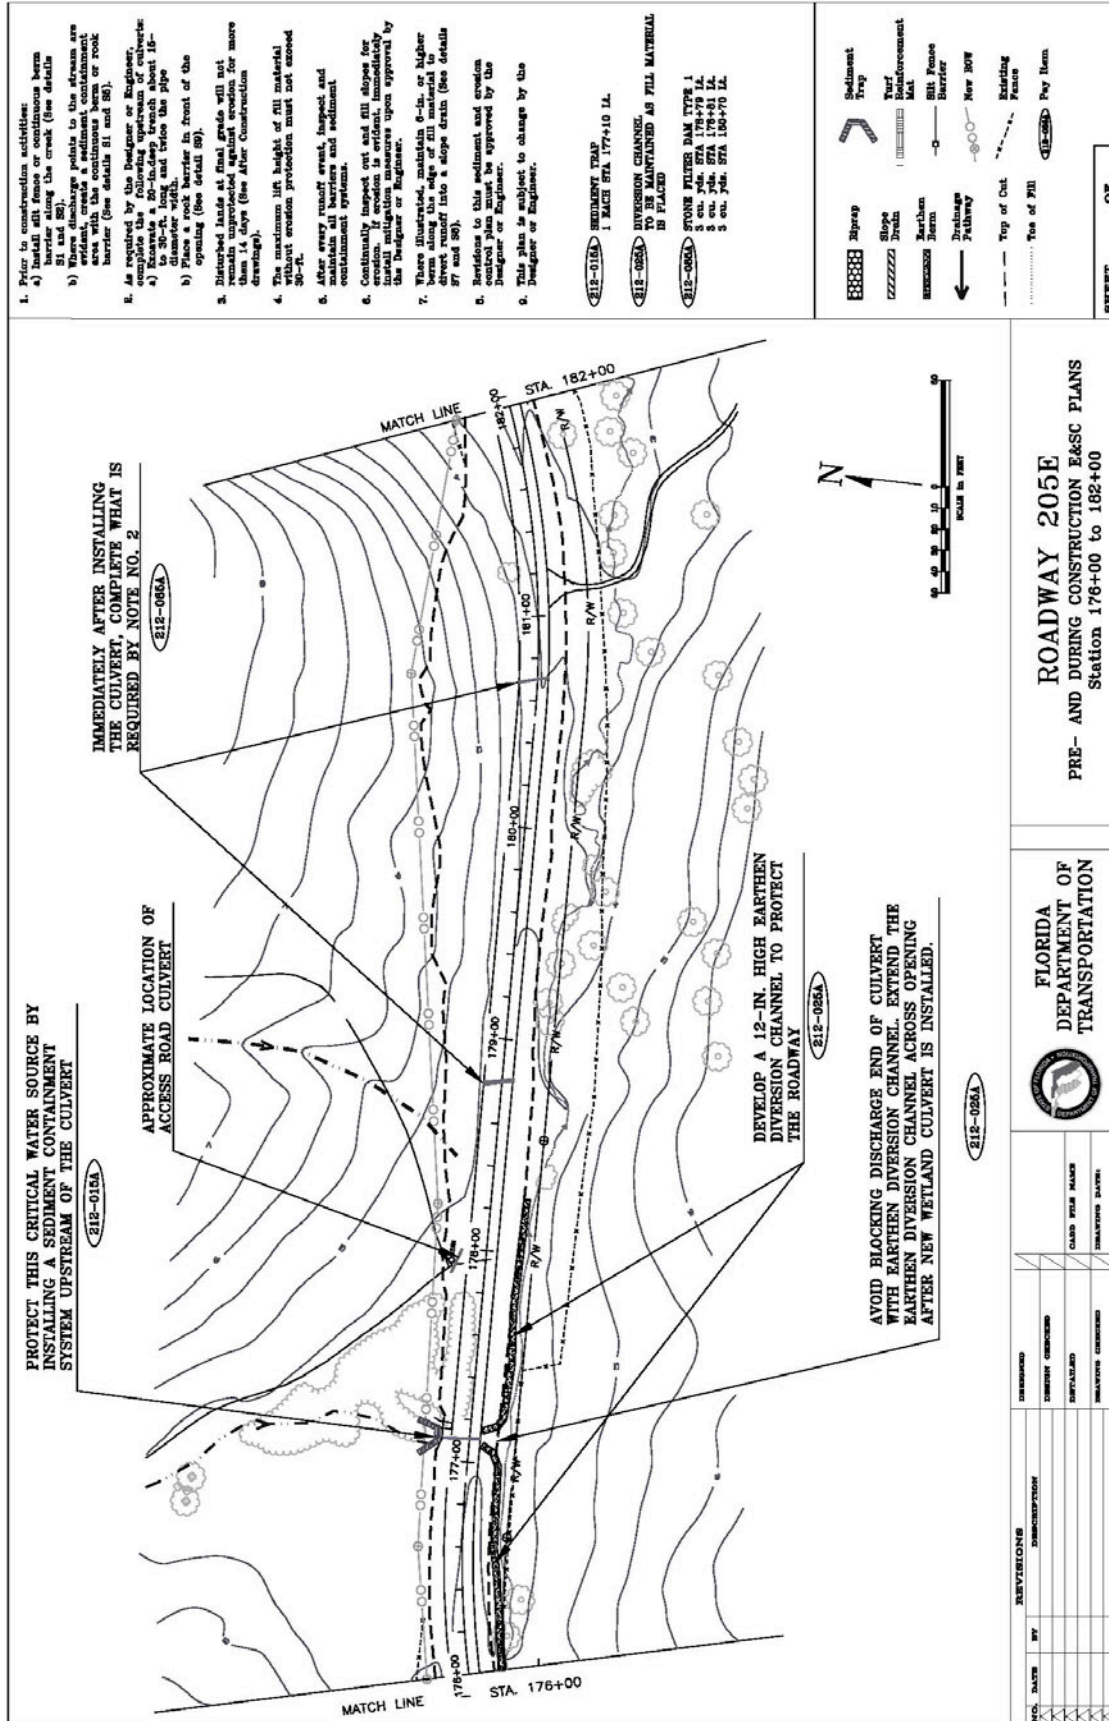 1. Prior to construction activities:
a) Install silt fence or continuous berm
barrier along the creek (See details
S1 and S2).
b) Where discharge points to the stream are
evident, create a sediment containment
area with the continuous berm or rock
barrier (See details S1 and S6).
2. As required by the Designer or Engineer,
complete the following upstream of culverts:
a) Excavate a 20-in.deep trench about 15-
to 30-ft. long and twice the pipe
diameter width.
b) Place a rock barrier in front of the
opening (See detail S9).
3. Disturbed lands at final grade will not
remain unprotected against erosion for more
than 14 days (See After Construction
drawings).
4. The maximum lift height of fill material
without erosion protection must not exceed
30-ft.
5. After every runoff event, inspect and
maintain all barriers and sediment
containment systems.
6. Continually inspect cut and fill slopes for
erosion. If erosion is evident, immediately
install mitigation measures upon approval by
the Designer or Engineer.
7. Where illustrated, maintain 6-in. or higher
berm along the edge of fill material to
divert runoff into a slope drain (See details
S7 and S8).
8. Revisions to this sediment and erosion
control plan must be approved by the
Designer or Engineer.
9. This plan is subject to change by the
Designer or Engineer.
212-015A SEDIMENT TRAP
1 EACH STA 177+10 Lt.
212-025A DIVERSION CHANNEL
TO BE MAINTAINED AS FILL MATERIAL
IS PLACED
212-085A STONE FILTER DAM TYPE 1
3 cu. yds. STA
3 cu. yds. STA
3 cu. yds. STA
Riprap
Slope
Drain
Earthen
Berm
Drainage
Pathway
Top of Cut
Toe of Fill
Sediment
Trap
Turf
Reinforcement
Mat
Silt Fence
Barrier
New ROW
Existing
Fence
Pay Item
SHEET OF
PROTECT THIS CRITICAL WATER SOURCE BY
INSTALLING A SEDIMENT CONTAINMENT
SYSTEM UPSTREAM OF THE CULVERT
212-015A
APPROXIMATE LOCATION OF
ACCESS ROAD CULVERT
IMMEDIATELY AFTER INSTALLING
THE CULVERT, COMPLETE WHAT IS
REQUIRED BY NOTE NO. 2
212-085A
MATCH LINE STA. 182+00
MATCH LINE STA. 176+00
176+00
177+00
178+00
179+00
180+00
181+00
182+00
R/W
R/W
R/W
R/W
R/W
R/W
DEVELOP A 12-IN. HIGH EARTHEN
DIVERSION CHANNEL TO PROTECT
THE ROADWAY
212-025A
AVOID BLOCKING DISCHARGE END OF CULVERT
WITH EARTHEN DIVERSION CHANNEL. EXTEND THE
EARTHEN DIVERSION CHANNEL ACROSS OPENING
AFTER NEW WETLAND CULVERT IS INSTALLED.
212-025A
N
50 40 30 20 10 0 50
SCALE in FEET
REVISIONS
NO. DATE BY DESCRIPTION
DESIGNED
DESIGN CHECKED
DETAILED
DRAWING CHECKED
CADD FILE NAME
DRAWING DATE:
FLORIDA
DEPARTMENT OF
TRANSPORTATION
ROADWAY 205E
PRE- AND DURING CONSTRUCTION E&SC PLANS
Station 176+00 to 182+00